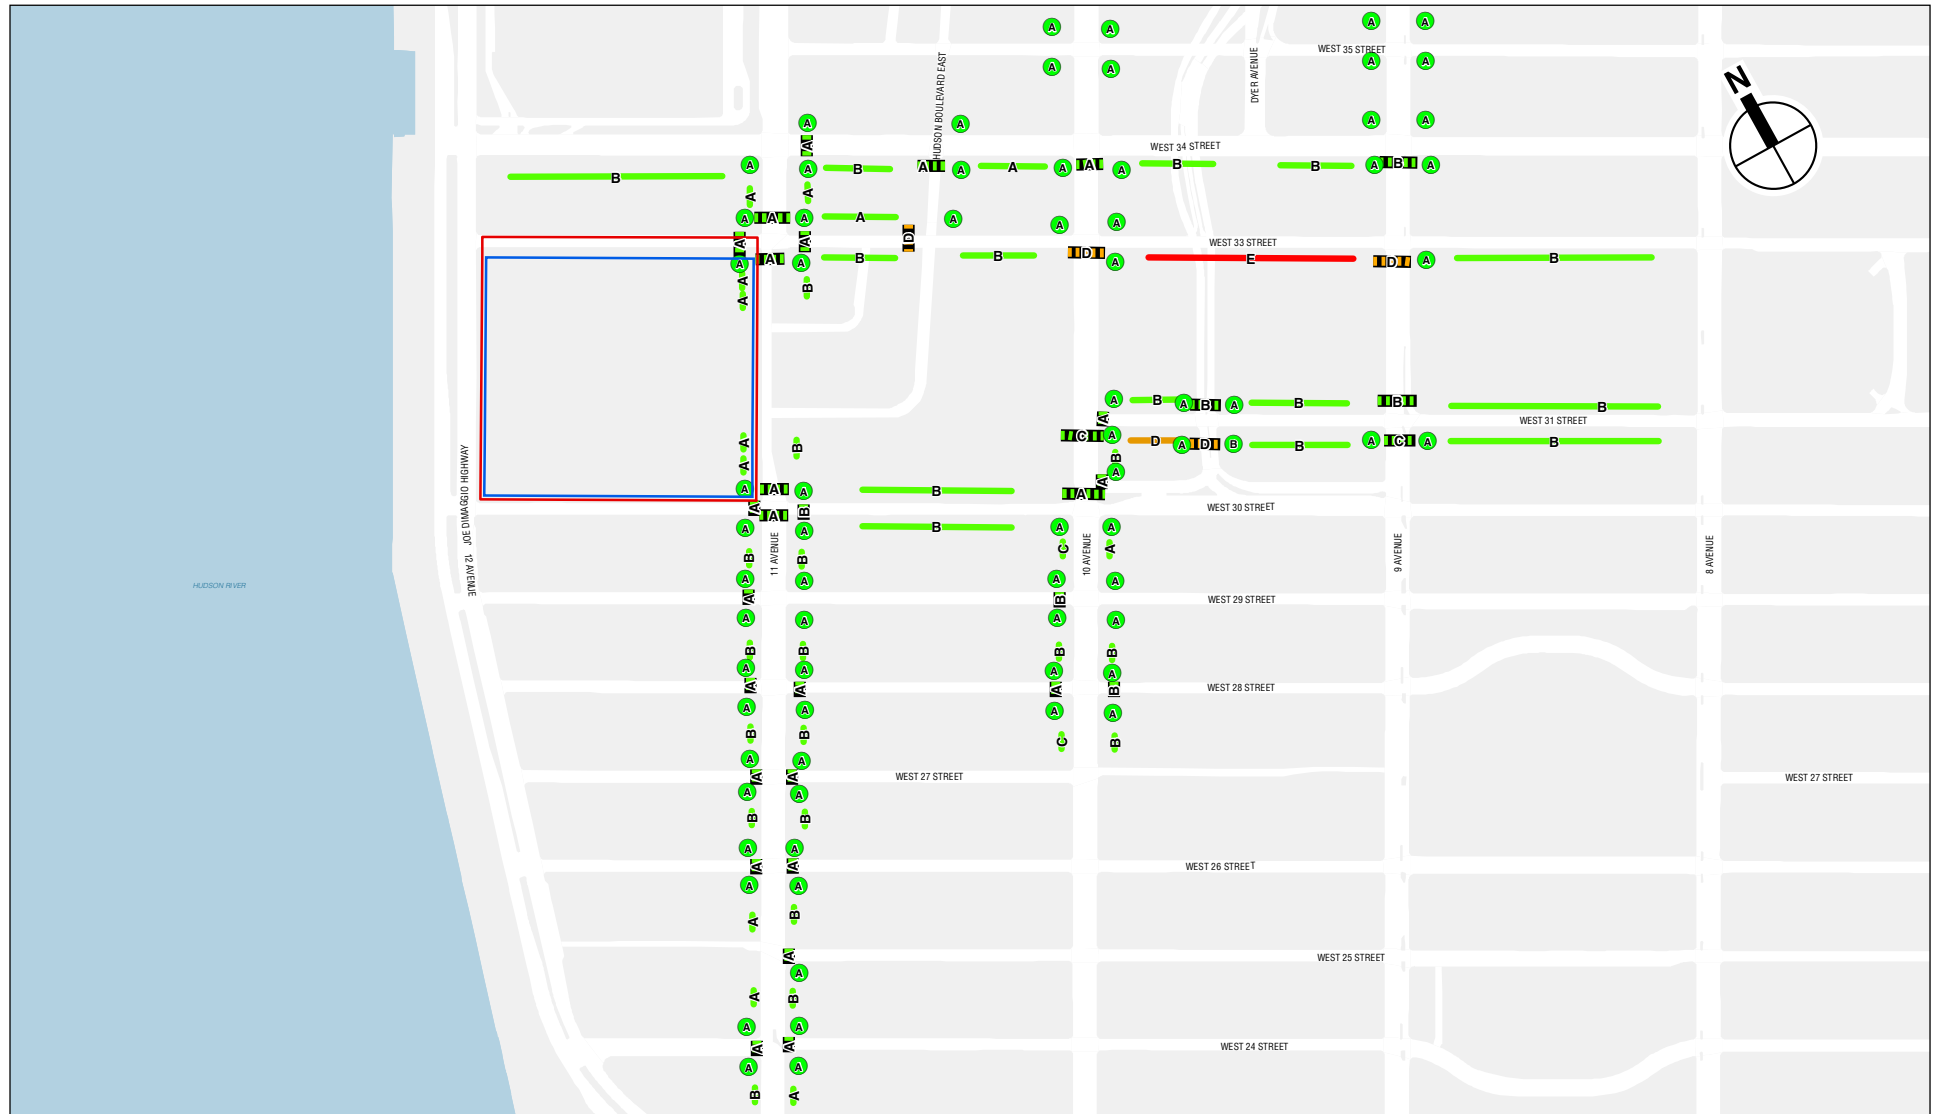 A A A A
N
WEST 35 STREET
A A A A
DYER AVENUE
HUDSON BOULEVARD EAST
A A A A
A
WEST 34 STREET
A A B A A A A A A B B A B A
B
A A
A A A A A A A
A A D
WEST 33 STREET
A A A B B D A E D A B
A B
A
A B A B A B B B
A
WEST 31 STREET
C A D A D B B A C A B
A B
B
A A
A A A A B A A B
A B
WEST 30 STREET
A A
A A B A A
JOE DIMAGGIO HIGHWAY
12 AVENUE
11 AVENUE
10 AVENUE
9 AVENUE
8 AVENUE
B B C A
HUDSON RIVER
A A A A
A B
WEST 29 STREET
A A A A
B B B B
A A A A
A A A B
WEST 28 STREET
A A A A
B B C B
A A
A A
WEST 27 STREET
WEST 27 STREET
A A
B B
A A
A A
WEST 26 STREET
A A
A B
A
WEST 25 STREET
A
A B
A A
A A
WEST 24 STREET
A A
B A